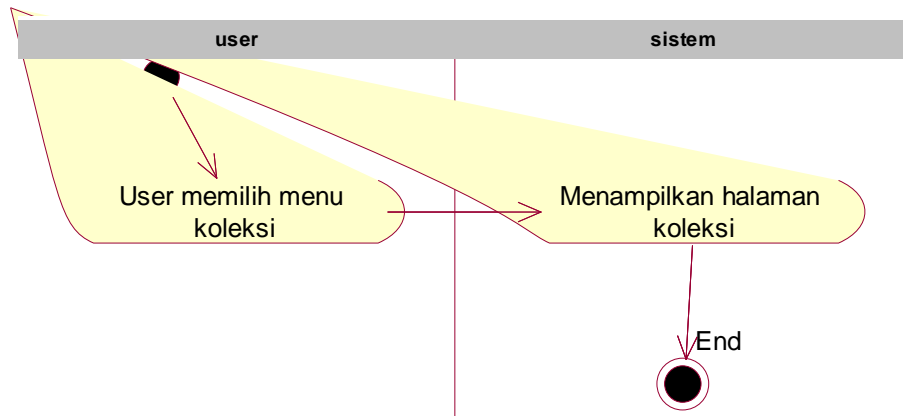 user
sistem
User memilih menu
koleksi
Menampilkan halaman
koleksi
End